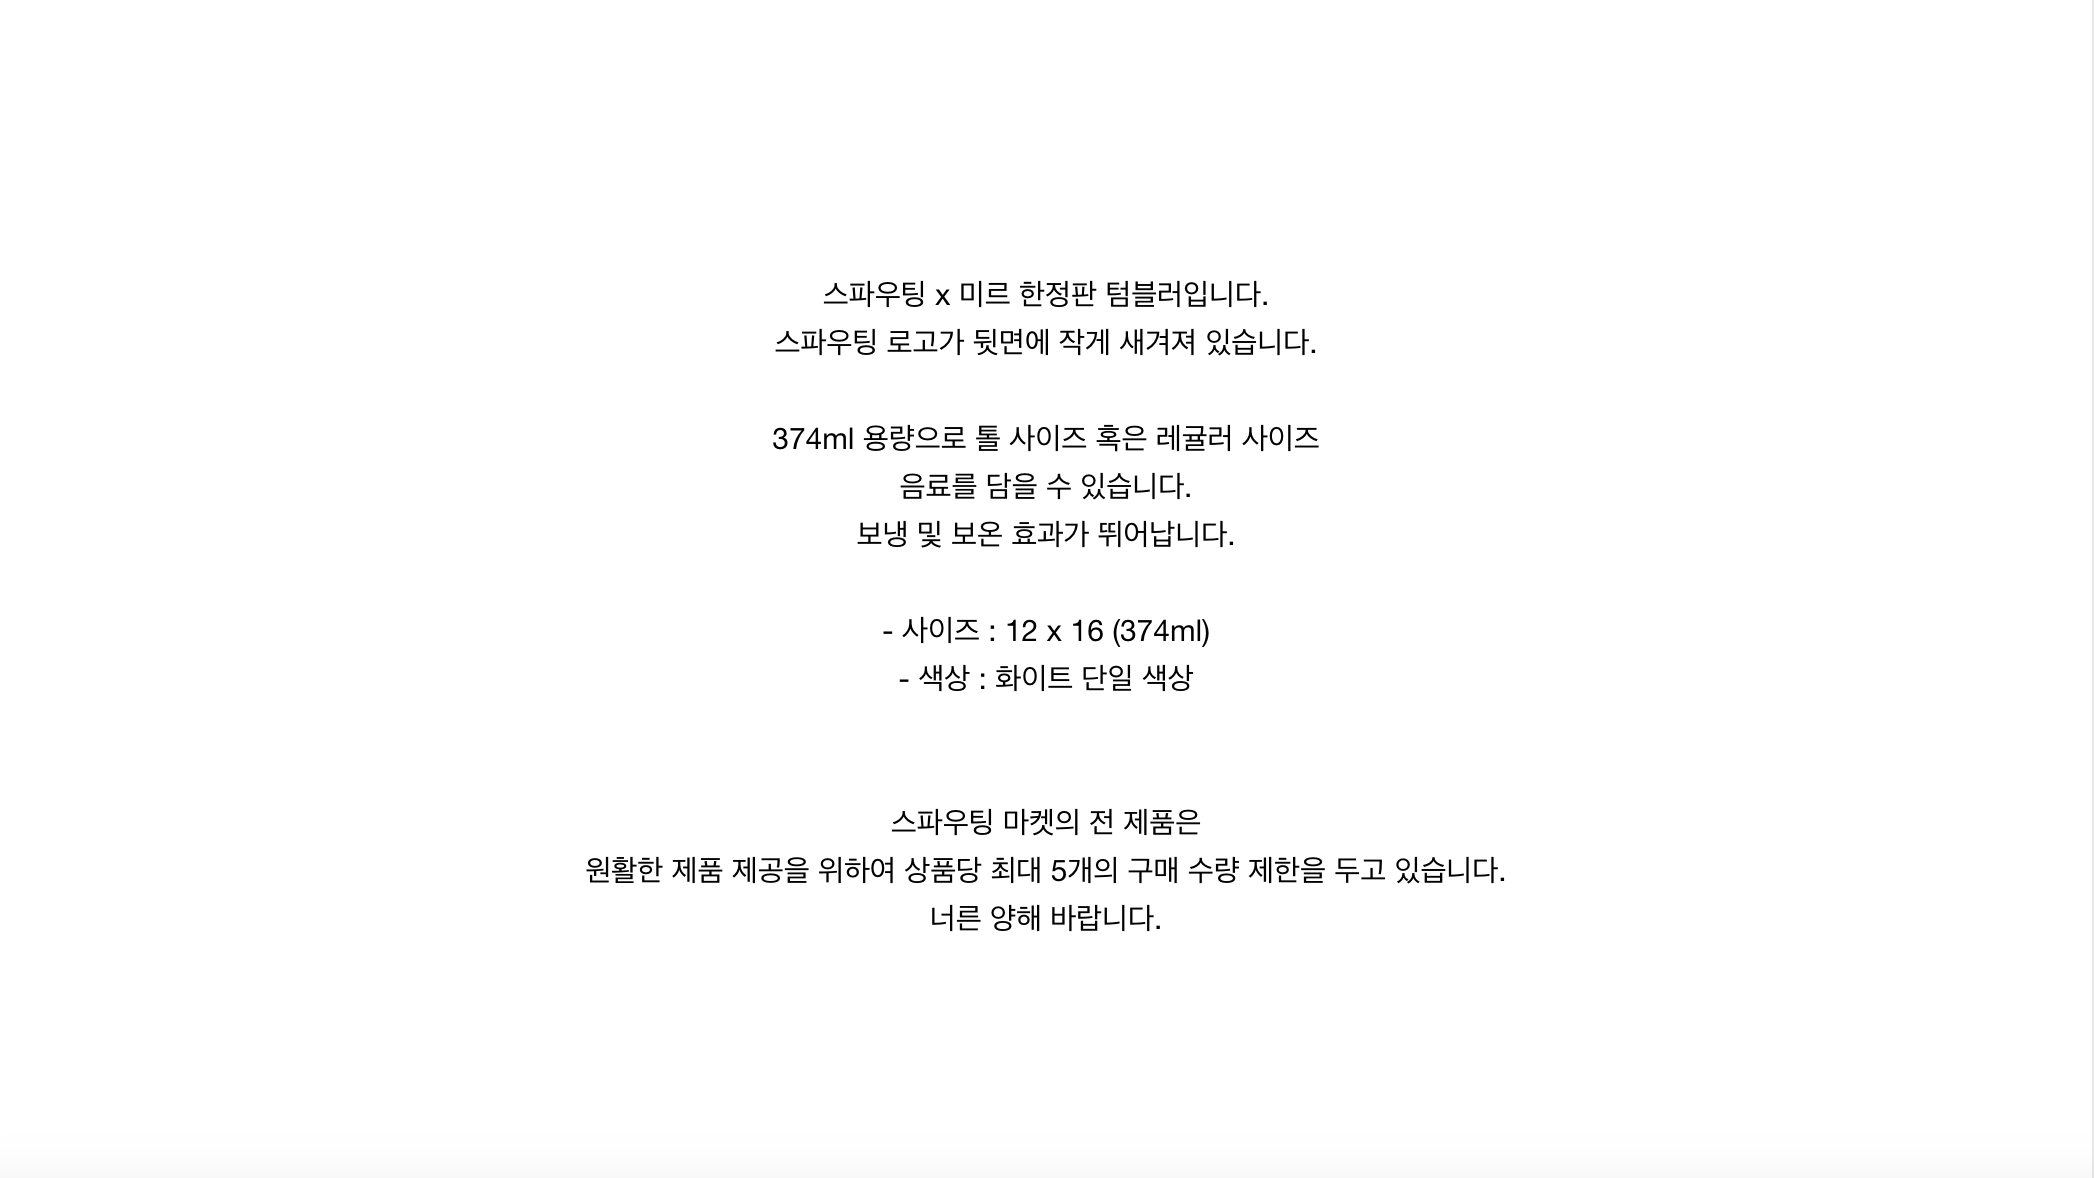 스파우팅 x 미르 한정판 텀블러입니다.
스파우팅 로고가 뒷면에 작게 새겨져 있습니다.
374ml 용량으로 톨 사이즈 혹은 레귤러 사이즈
음료를 담을 수 있습니다.
보냉 및 보온 효과가 뛰어납니다.
- 사이즈 : 12 x 16 (374ml)
- 색상 : 화이트 단일 색상
스파우팅 마켓의 전 제품은
원활한 제품 제공을 위하여 상품당 최대 5개의 구매 수량 제한을 두고 있습니다.
너른 양해 바랍니다.